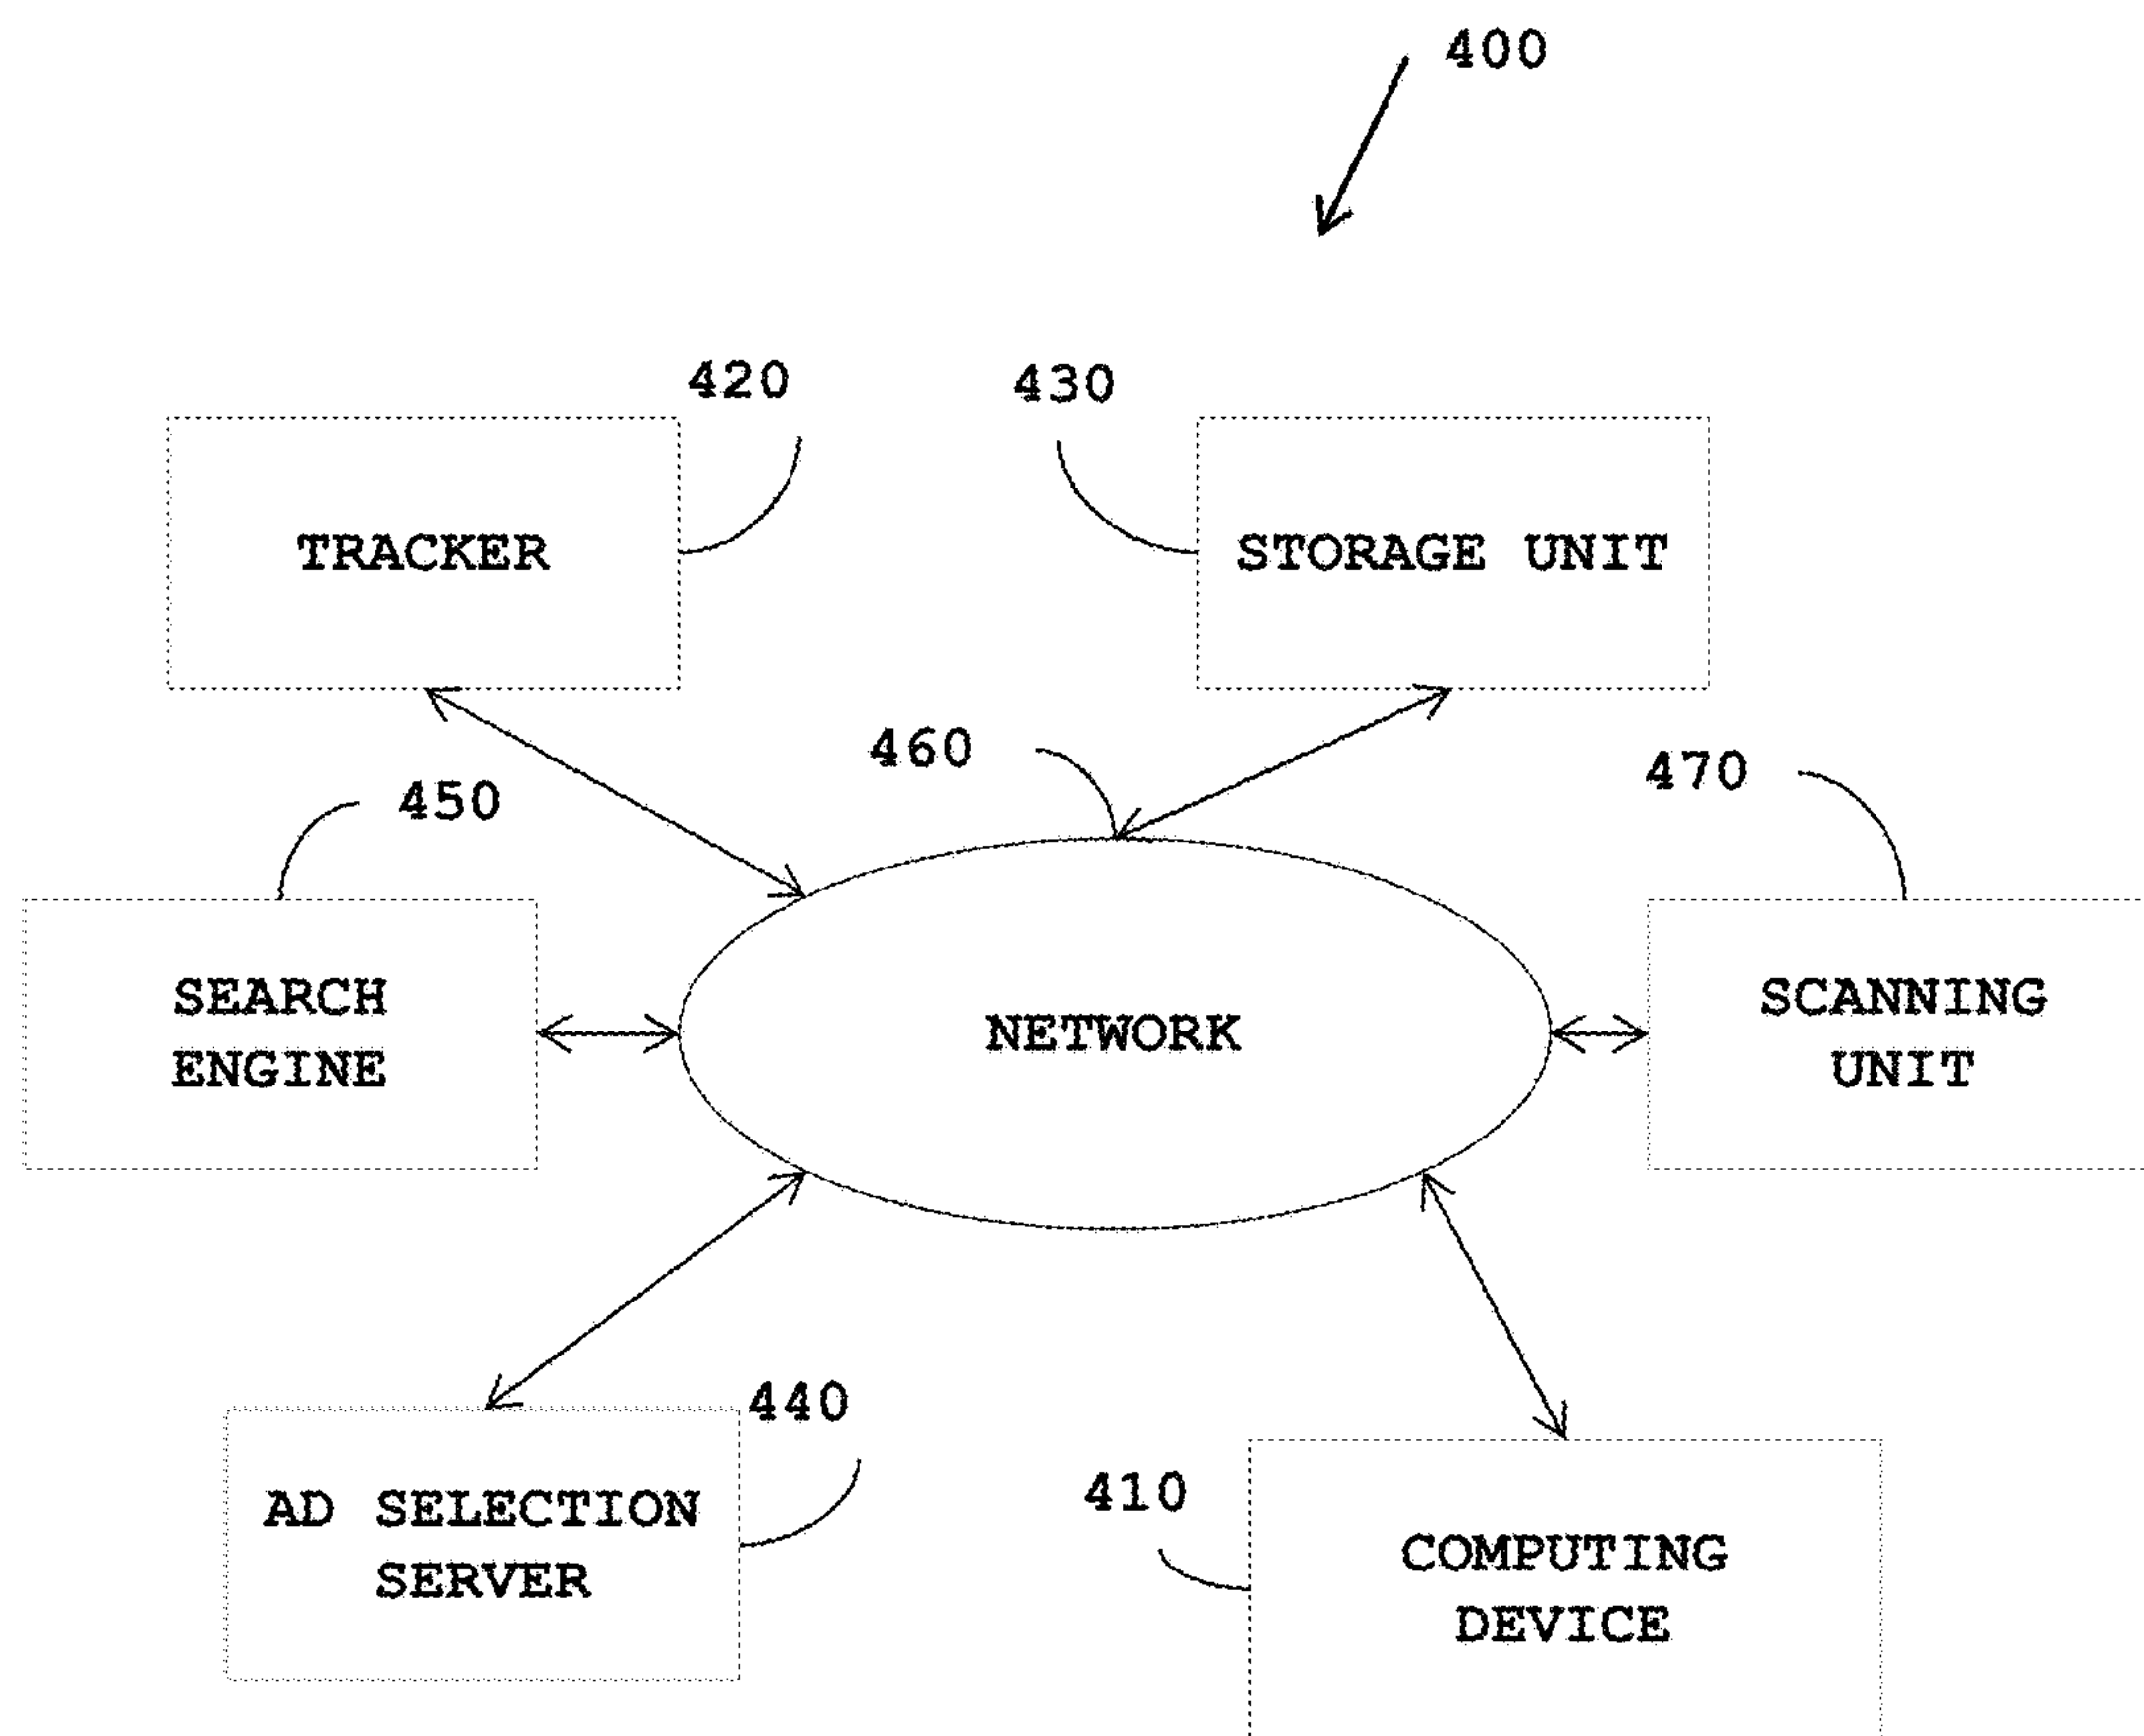 400
420
430
TRACKER
STORAGE UNIT
460
470
450
SEARCH
ENGINE
NETWORK
SCANNING
UNIT
440
AD SELECTION
SERVER
410
COMPUTING
DEVICE